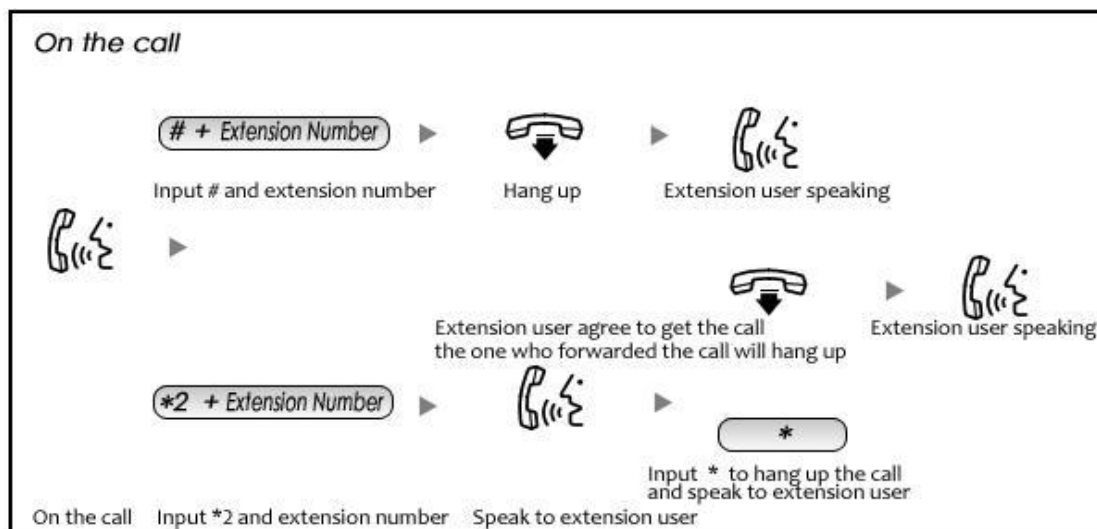 On the call
# + Extension Number
Input # and extension number
Hang up
Extension user speaking
Extension user agree to get the call
the one who forwarded the call will hang up
Extension user speaking
*2 + Extension Number
*
Input * to hang up the call
and speak to extension user
On the call
Input *2 and extension number
Speak to extension user